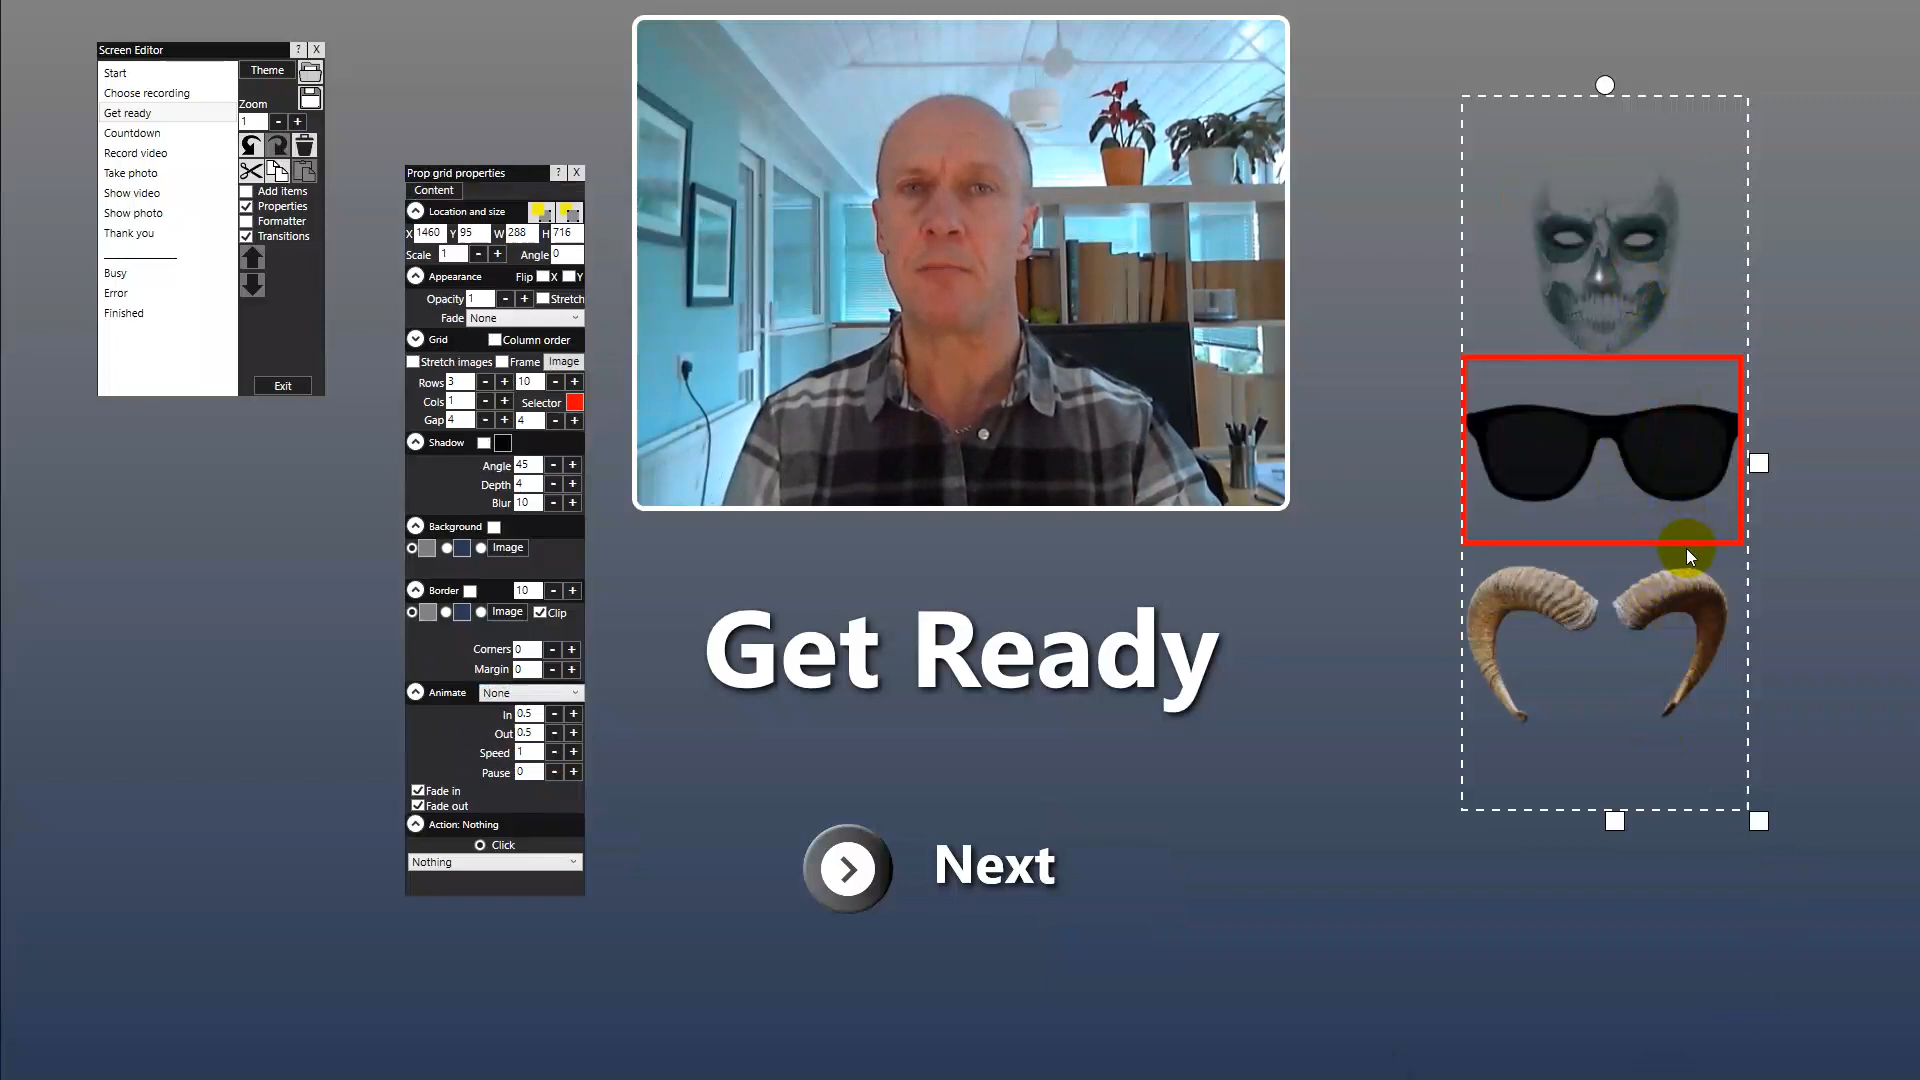 Screen Editor ? X
Start
Choose recording
Get ready
Countdown
Record video
Take photo
Show video
Show photo
Thank you
Busy
Error
Finished
Theme
Zoom
1 - +
Add items
Properties
Formatter
Transitions
Exit
Prop grid properties ? X
Content
Location and size
X 1460 Y 95 W 288 H 716
Scale 1 - + Angle 0
Appearance Flip X Y
Opacity 1 - + Stretch
Fade None
Grid Column order
Stretch images Frame Image
Rows 3 - + 10 - +
Cols 1 - + Selector
Gap 4 - + 4 - +
Shadow
Angle 45 - +
Depth 4 - +
Blur 10 - +
Background
Image
Border 10 - +
Image Clip
Corners 0 - +
Margin 0 - +
Animate None
In 0.5 - +
Out 0.5 - +
Speed 1 - +
Pause 0 - +
Fade in
Fade out
Action: Nothing
Click
Nothing
Get Ready
Next